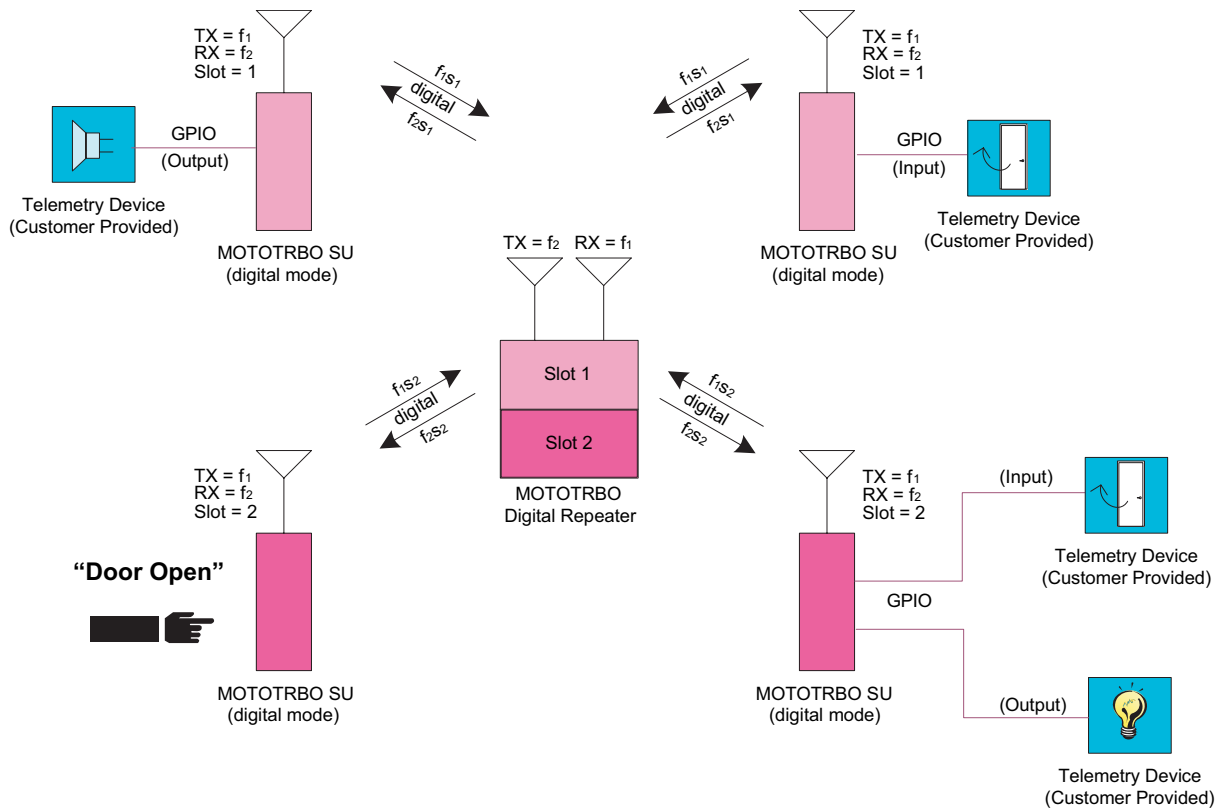 TX = f₁
RX = f₂
Slot = 1
GPIO
(Output)
Telemetry Device
(Customer Provided)
MOTOTRBO SU
(digital mode)
f₁s₁
digital
f₂s₁
f₁s₁
digital
f₂s₁
TX = f₁
RX = f₂
Slot = 1
GPIO
(Input)
Telemetry Device
(Customer Provided)
MOTOTRBO SU
(digital mode)
TX = f₂
RX = f₁
Slot 1
Slot 2
MOTOTRBO
Digital Repeater
f₁s₂
digital
f₂s₂
f₁s₂
digital
f₂s₂
TX = f₁
RX = f₂
Slot = 2
“Door Open”
MOTOTRBO SU
(digital mode)
TX = f₁
RX = f₂
Slot = 2
(Input)
Telemetry Device
(Customer Provided)
GPIO
MOTOTRBO SU
(digital mode)
(Output)
Telemetry Device
(Customer Provided)